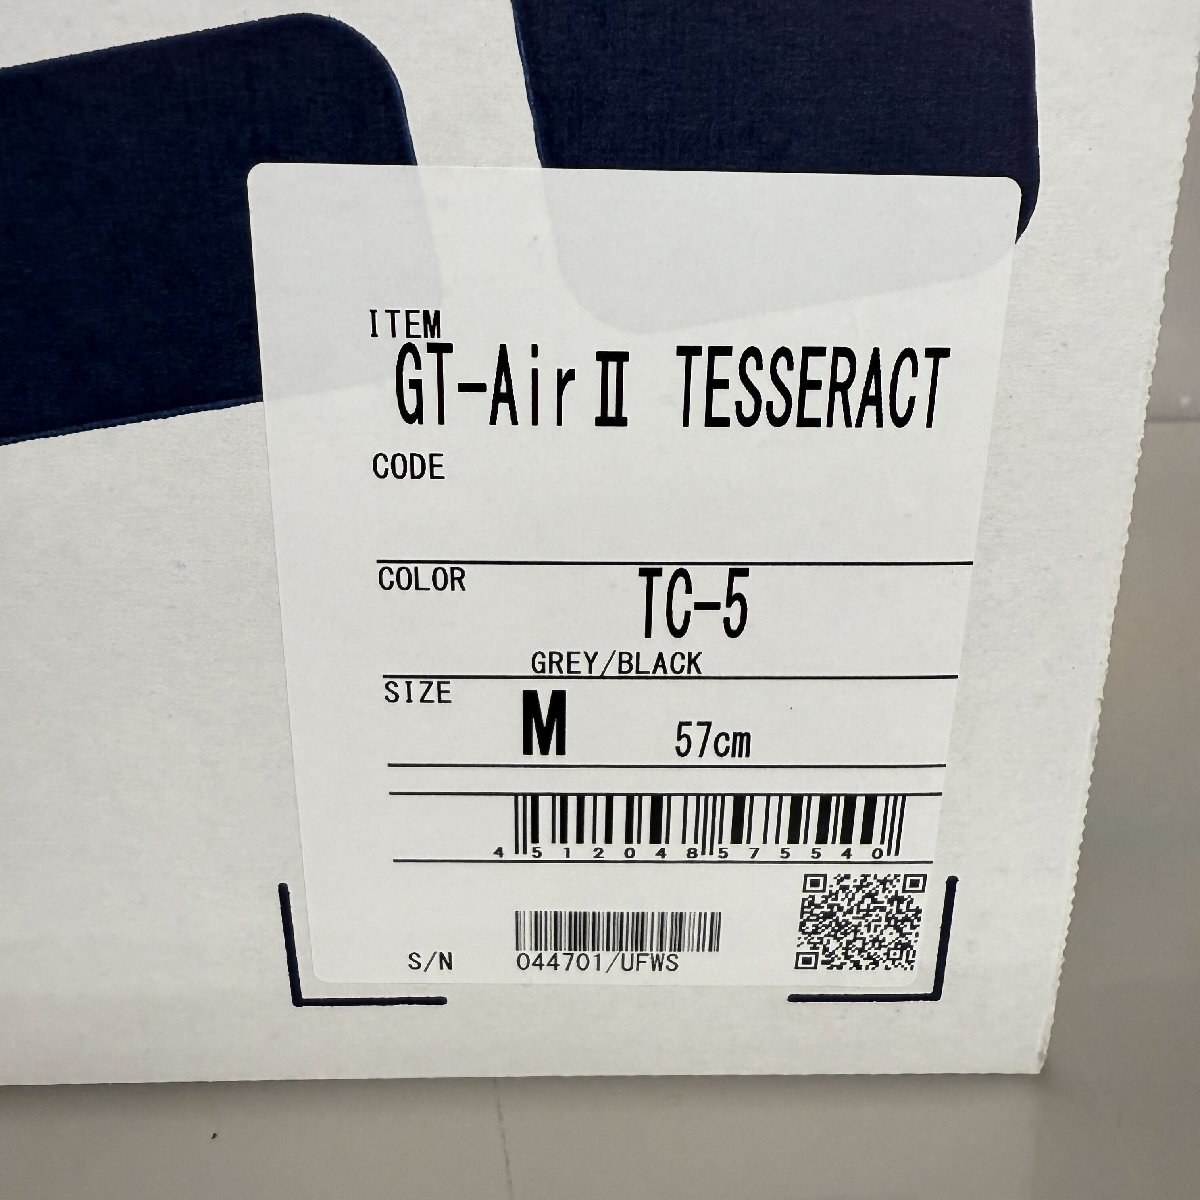 ITEM
GT-AirⅡ TESSERACT
CODE
COLOR
TC-5
GREY/BLACK
SIZE
M 57cm
4 512048 575540
S/N 044701/UFWS